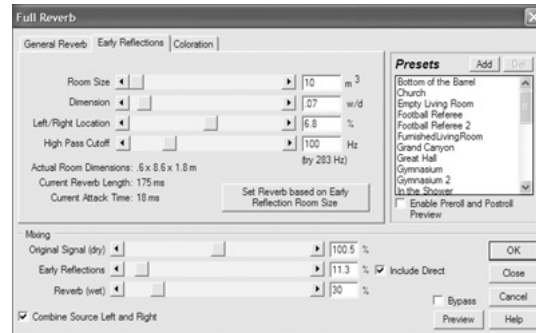 Full Reverb
General Reverb Early Reflections Coloration
Room Size 10 m 3
Dimension .07 w/d
Left/Right Location 6.8 %
High Pass Cutoff 100 Hz
(try 283 Hz)
Actual Room Dimensions: .6 x 8.6 x 1.8 m
Current Reverb Length: 175 ms
Current Attack Time: 18 ms
Set Reverb based on Early
Reflection Room Size
Presets Add Del
Bottom of the Barrel
Church
Empty Living Room
Football Referee
Football Referee 2
FurnishedLivingRoom
Grand Canyon
Great Hall
Gymnasium
Gymnasium 2
In the Shower
Enable Preroll and Postroll
Preview
Mixing
Original Signal (dry) 100.5 %
Early Reflections 11.3 % Include Direct
Reverb (wet) 30 %
Combine Source Left and Right
OK
Close
Bypass Cancel
Preview Help